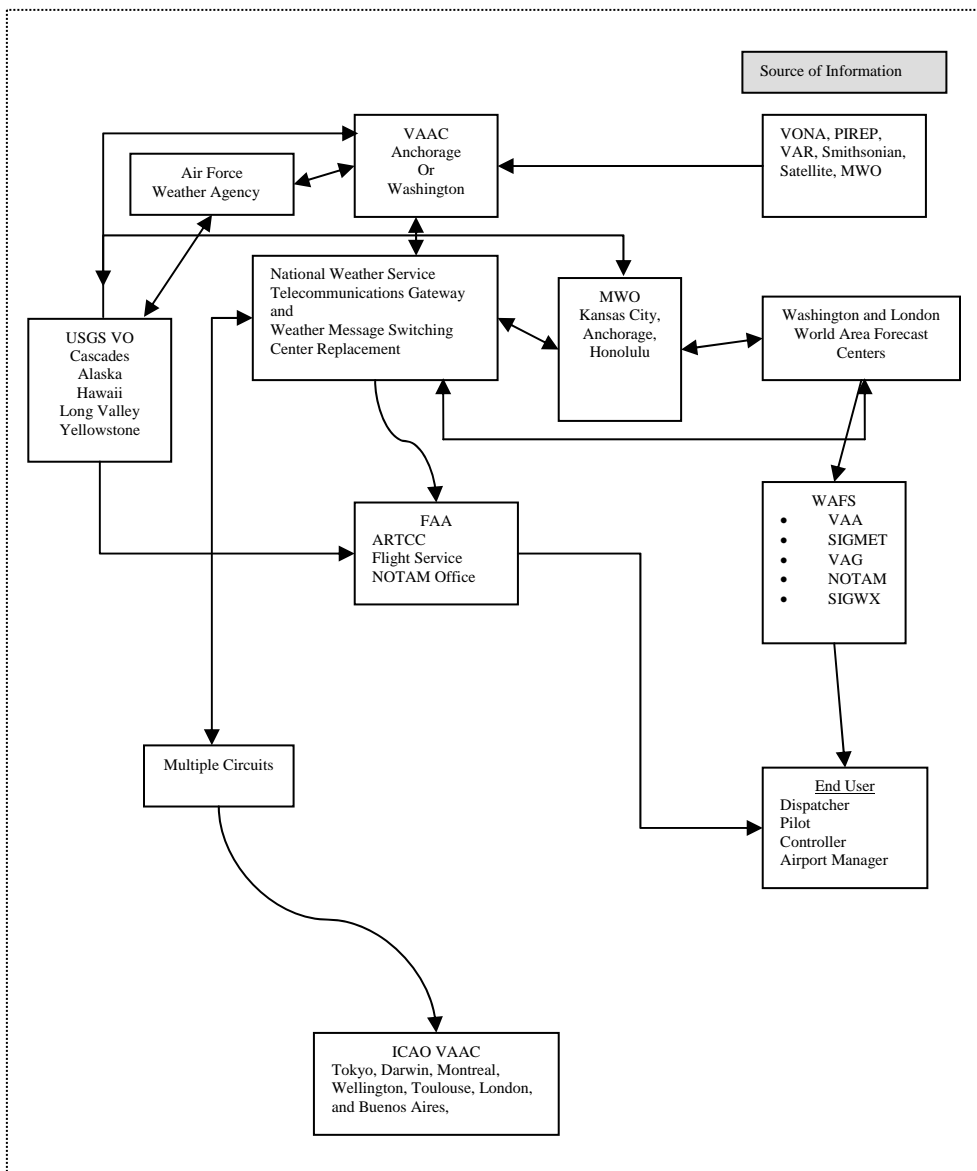 Source of Information
VAAC
Anchorage
Or
Washington
VONA, PIREP,
VAR, Smithsonian,
Satellite, MWO
Air Force
Weather Agency
National Weather Service
Telecommunications Gateway
and
Weather Message Switching
Center Replacement
MWO
Kansas City,
Anchorage,
Honolulu
Washington and London
World Area Forecast
Centers
USGS VO
Cascades
Alaska
Hawaii
Long Valley
Yellowstone
FAA
ARTCC
Flight Service
NOTAM Office
WAFS
• VAA
• SIGMET
• VAG
• NOTAM
• SIGWX
Multiple Circuits
End User
Dispatcher
Pilot
Controller
Airport Manager
ICAO VAAC
Tokyo, Darwin, Montreal,
Wellington, Toulouse, London,
and Buenos Aires,